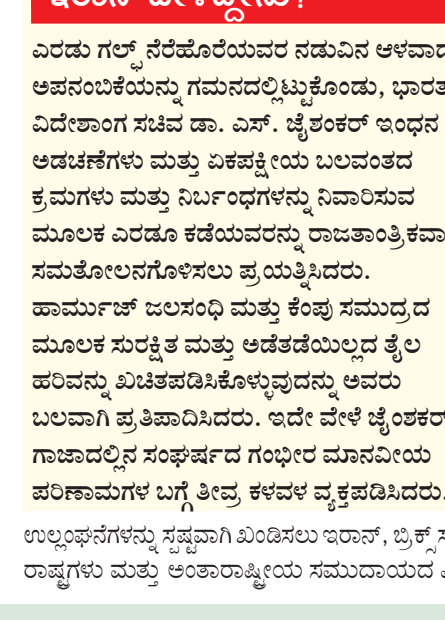 ಎರಡು ಗಲ್ಫ್ ನೆರೆಹೊರೆಯವರ ನಡುವಿನ ಆಳವಾದ
ಅಪನಂಬಿಕೆಯನ್ನು ಗಮನದಲ್ಲಿಟ್ಟುಕೊಂಡು, ಭಾರತ
ವಿದೇಶಾಂಗ ಸಚಿವ ಡಾ. ಎಸ್. ಜೈಶಂಕರ್ ಇಂಧನ
ಅಡಚಣೆಗಳು ಮತ್ತು ಏಕಪಕ್ಷೀಯ ಬಲವಂತದ
ಕ್ರಮಗಳು ಮತ್ತು ನಿರ್ಬಂಧಗಳನ್ನು ನಿವಾರಿಸುವ
ಮೂಲಕ ಎರಡೂ ಕಡೆಯವರನ್ನು ರಾಜತಾಂತ್ರಿಕವಾ
ಸಮತೋಲನಗೊಳಿಸಲು ಪ್ರಯತ್ನಿಸಿದರು.
ಹಾರ್ಮುಜ್ ಜಲಸಂಧಿ ಮತ್ತು ಕೆಂಪು ಸಮುದ್ರದ
ಮೂಲಕ ಸುರಕ್ಷಿತ ಮತ್ತು ಅಡೆತಡೆಯಿಲ್ಲದ ತೈಲ
ಹರಿವನ್ನು ಖಚಿತಪಡಿಸಿಕೊಳ್ಳುವುದನ್ನು ಅವರು
ಬಲವಾಗಿ ಪ್ರತಿಪಾದಿಸಿದರು. ಇದೇ ವೇಳೆ ಜೈಂಶಕರ್
ಗಾಜಾದಲ್ಲಿನ ಸಂಘರ್ಷದ ಗಂಭೀರ ಮಾನವೀಯ
ಪರಿಣಾಮಗಳ ಬಗ್ಗೆ ತೀವ್ರ ಕಳವಳ ವ್ಯಕ್ತಪಡಿಸಿದರು.
ಉಲ್ಲಂಘನೆಗಳನ್ನು ಸ್ಪಷ್ಟವಾಗಿ ಖಂಡಿಸಲು ಇರಾನ್, ಬ್ರಿಕ್ಸ್ ಸ
ರಾಷ್ಟ್ರಗಳು ಮತ್ತು ಅಂತಾರಾಷ್ಟ್ರೀಯ ಸಮುದಾಯದ